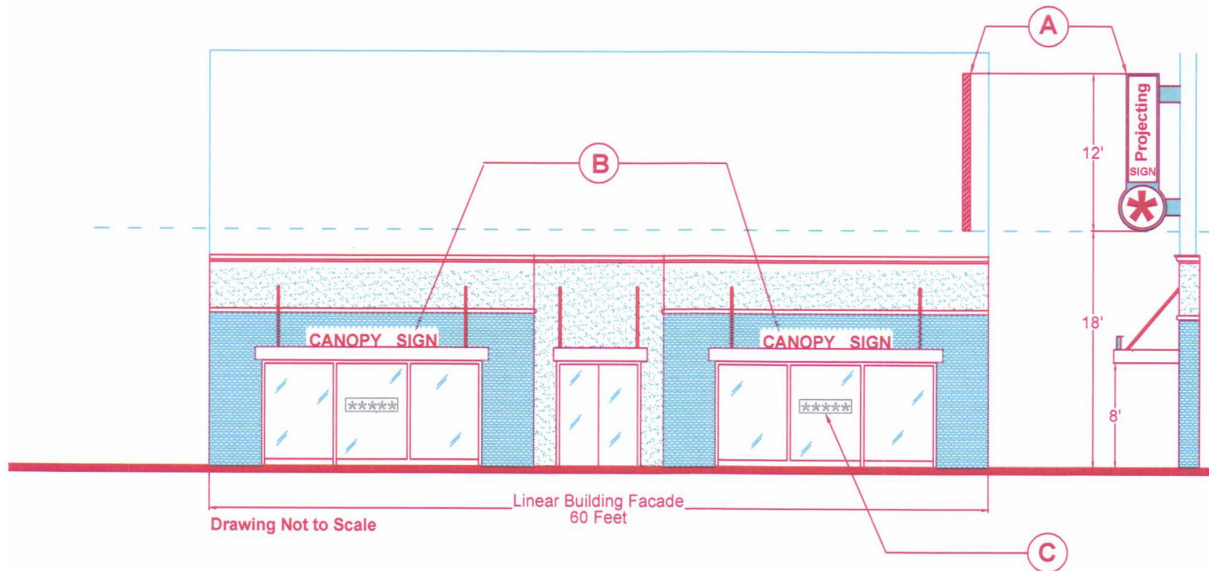 A
Projecting
SIGN
12'
B
18'
CANOPY SIGN
CANOPY SIGN
*****
*****
8'
Linear Building Facade
60 Feet
Drawing Not to Scale
C